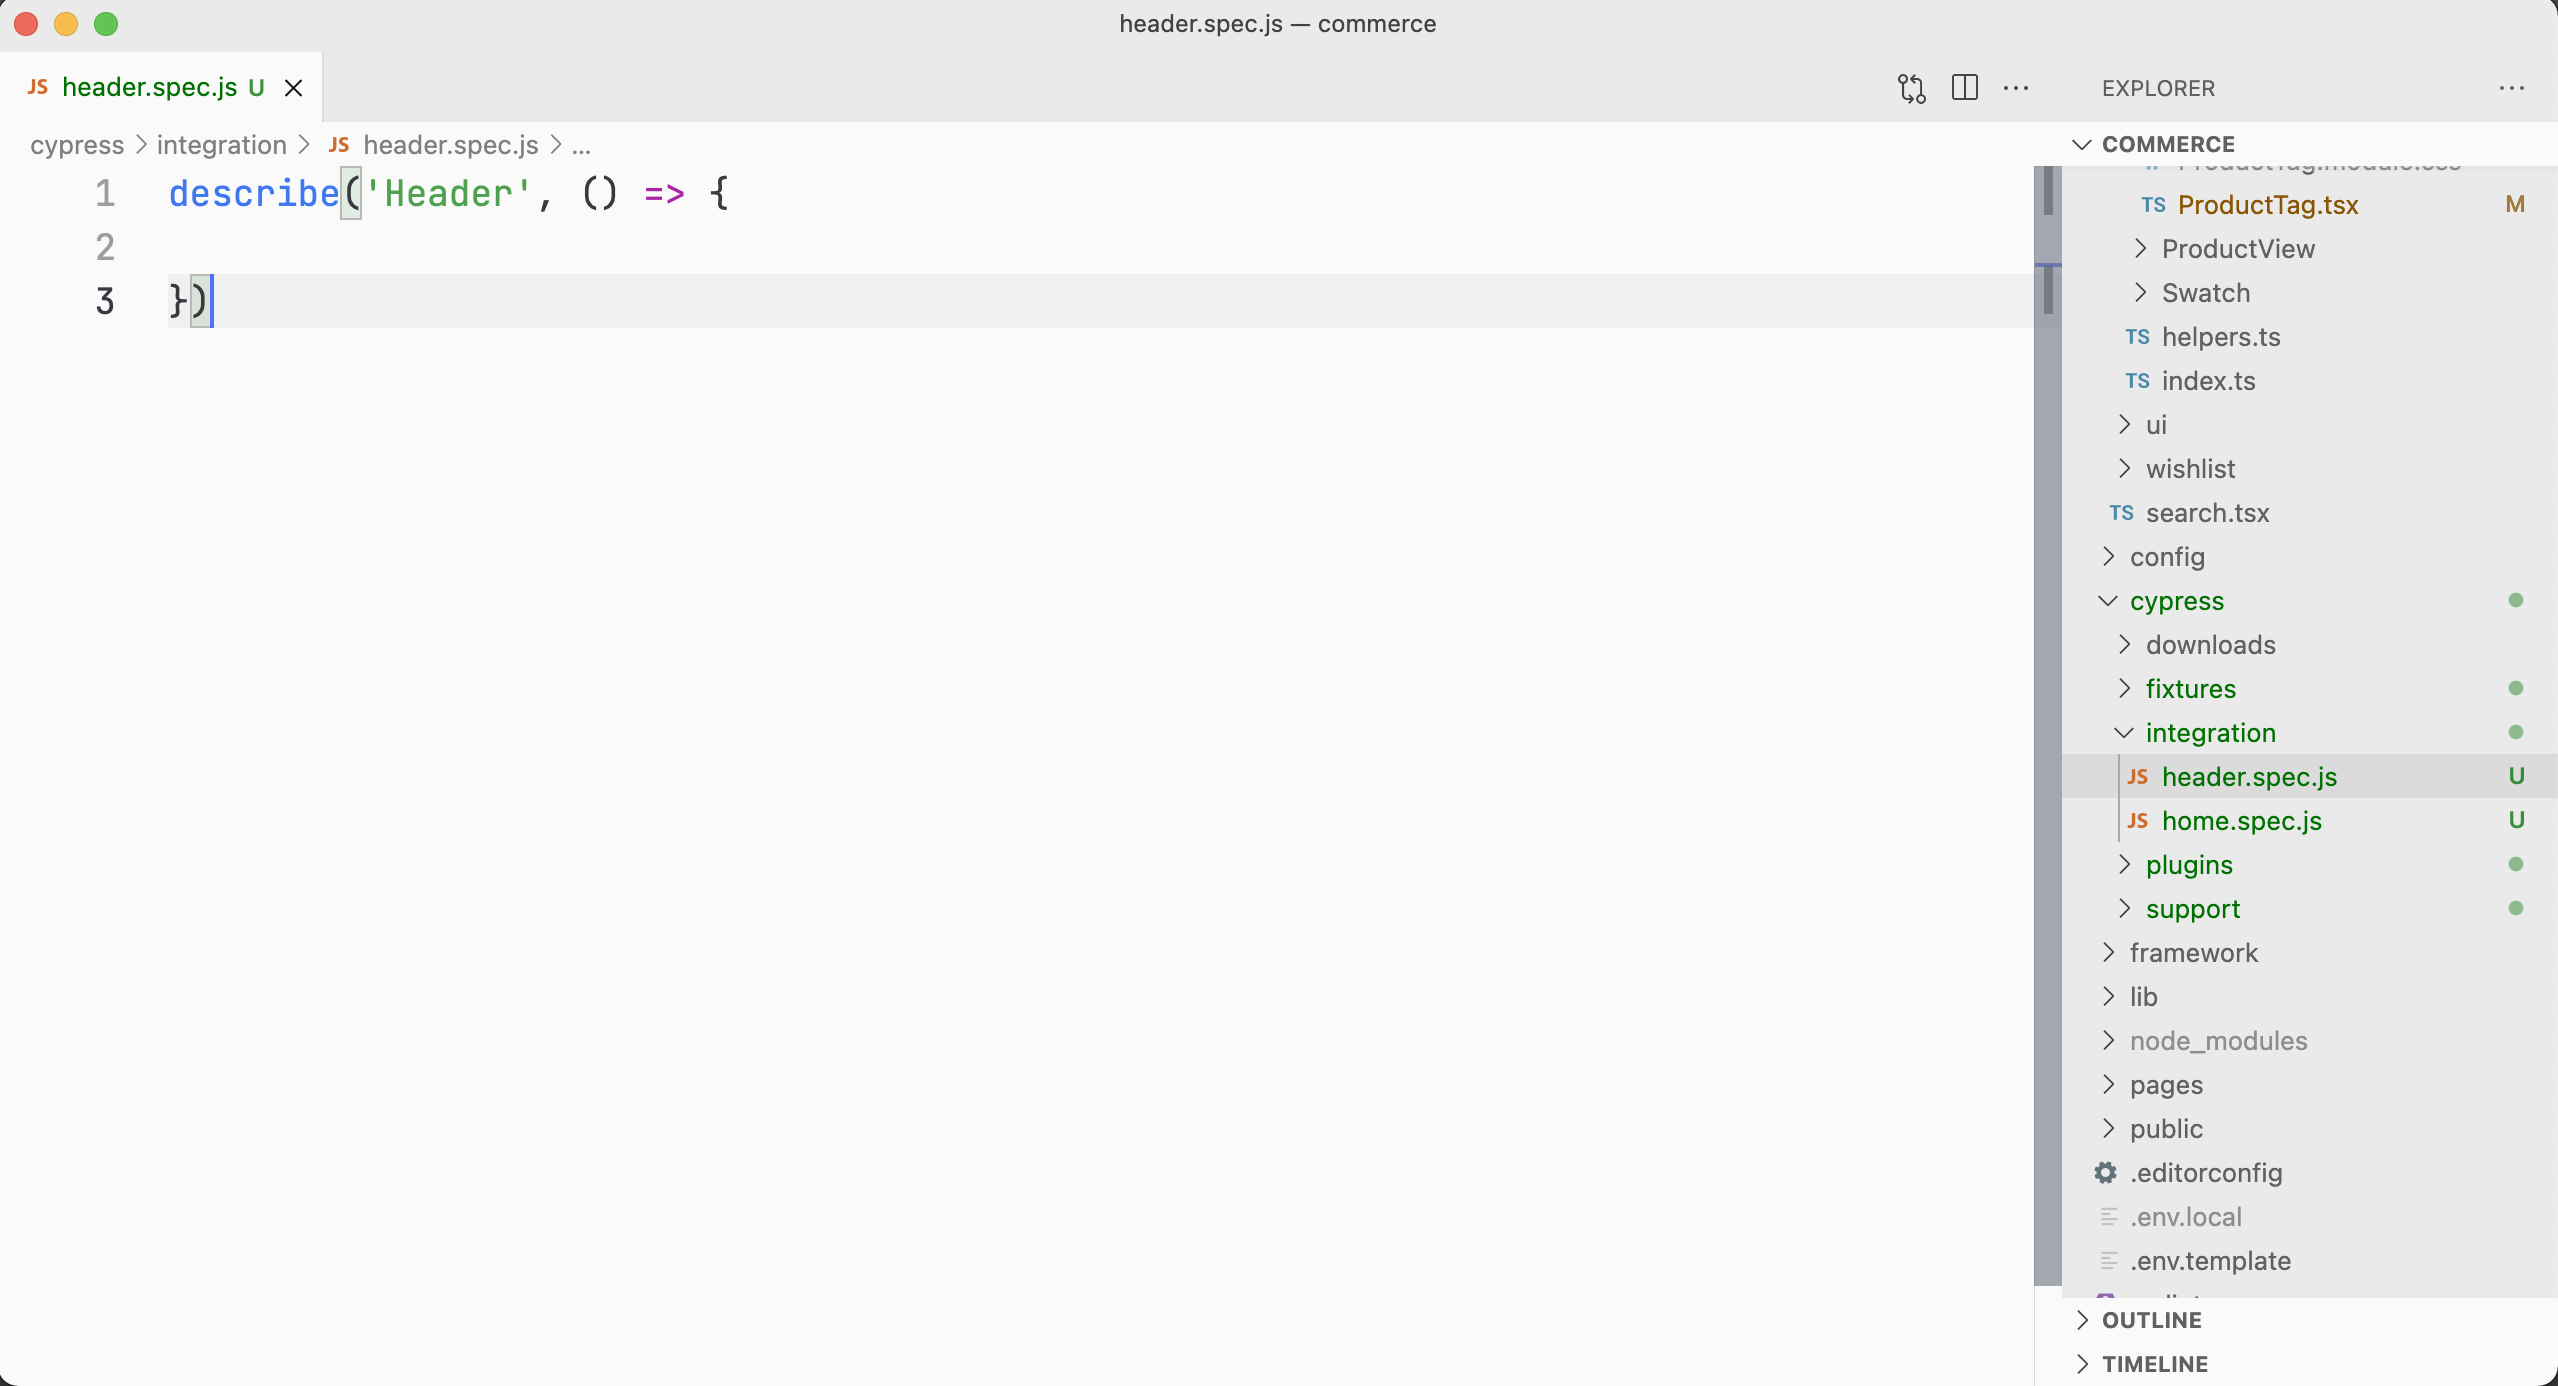 header.spec.js — commerce
JS header.spec.js U
cypress > integration > JS header.spec.js > ...
1 describe('Header', () => {
2
3 })
EXPLORER
COMMERCE
ProductTag.module.css
TS ProductTag.tsx M
ProductView
Swatch
TS helpers.ts
TS index.ts
ui
wishlist
TS search.tsx
config
cypress
downloads
fixtures
integration
JS header.spec.js U
JS home.spec.js U
plugins
support
framework
lib
node_modules
pages
public
.editorconfig
.env.local
.env.template
OUTLINE
TIMELINE